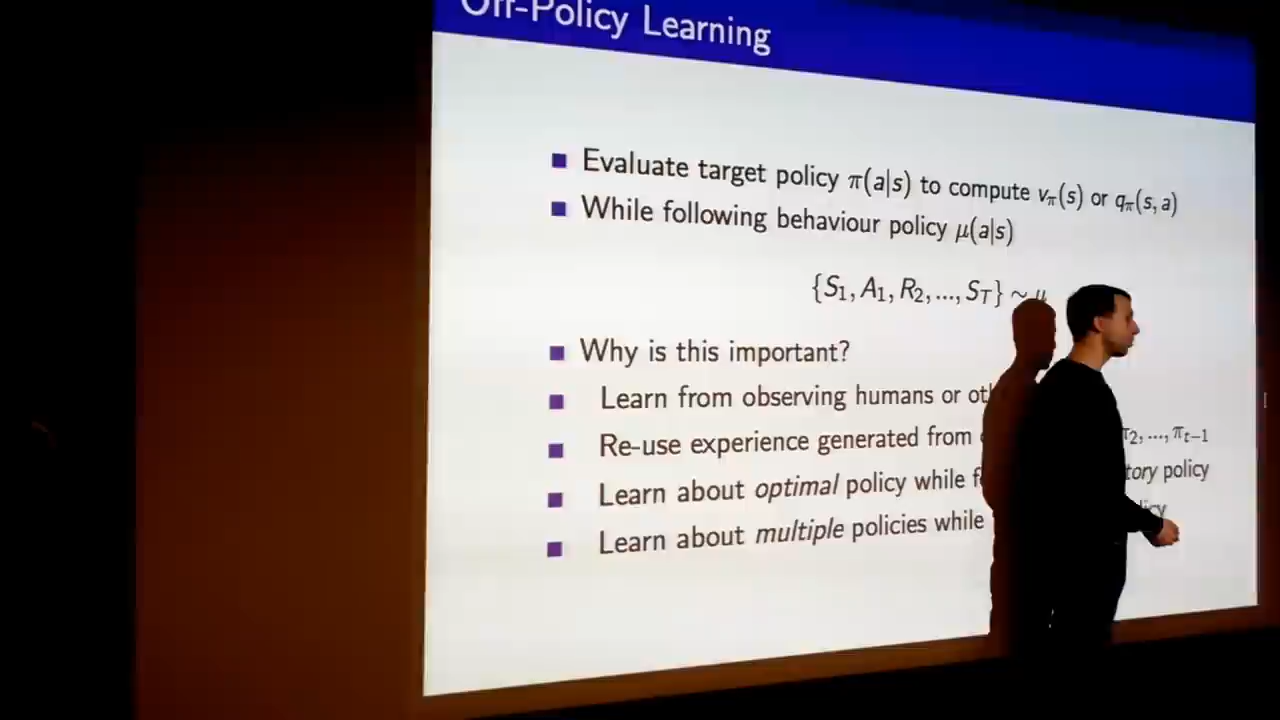 Off-Policy Learning
Evaluate target policy π(a|s) to compute vπ(s) or qπ(s, a)
While following behaviour policy μ(a|s)
{S1, A1, R2, ..., ST} ~ μ
Why is this important?
Learn from observing humans or
Re-use experience generated from π2, ..., πt−1
Learn about optimal policy while policy
Learn about multiple policies while